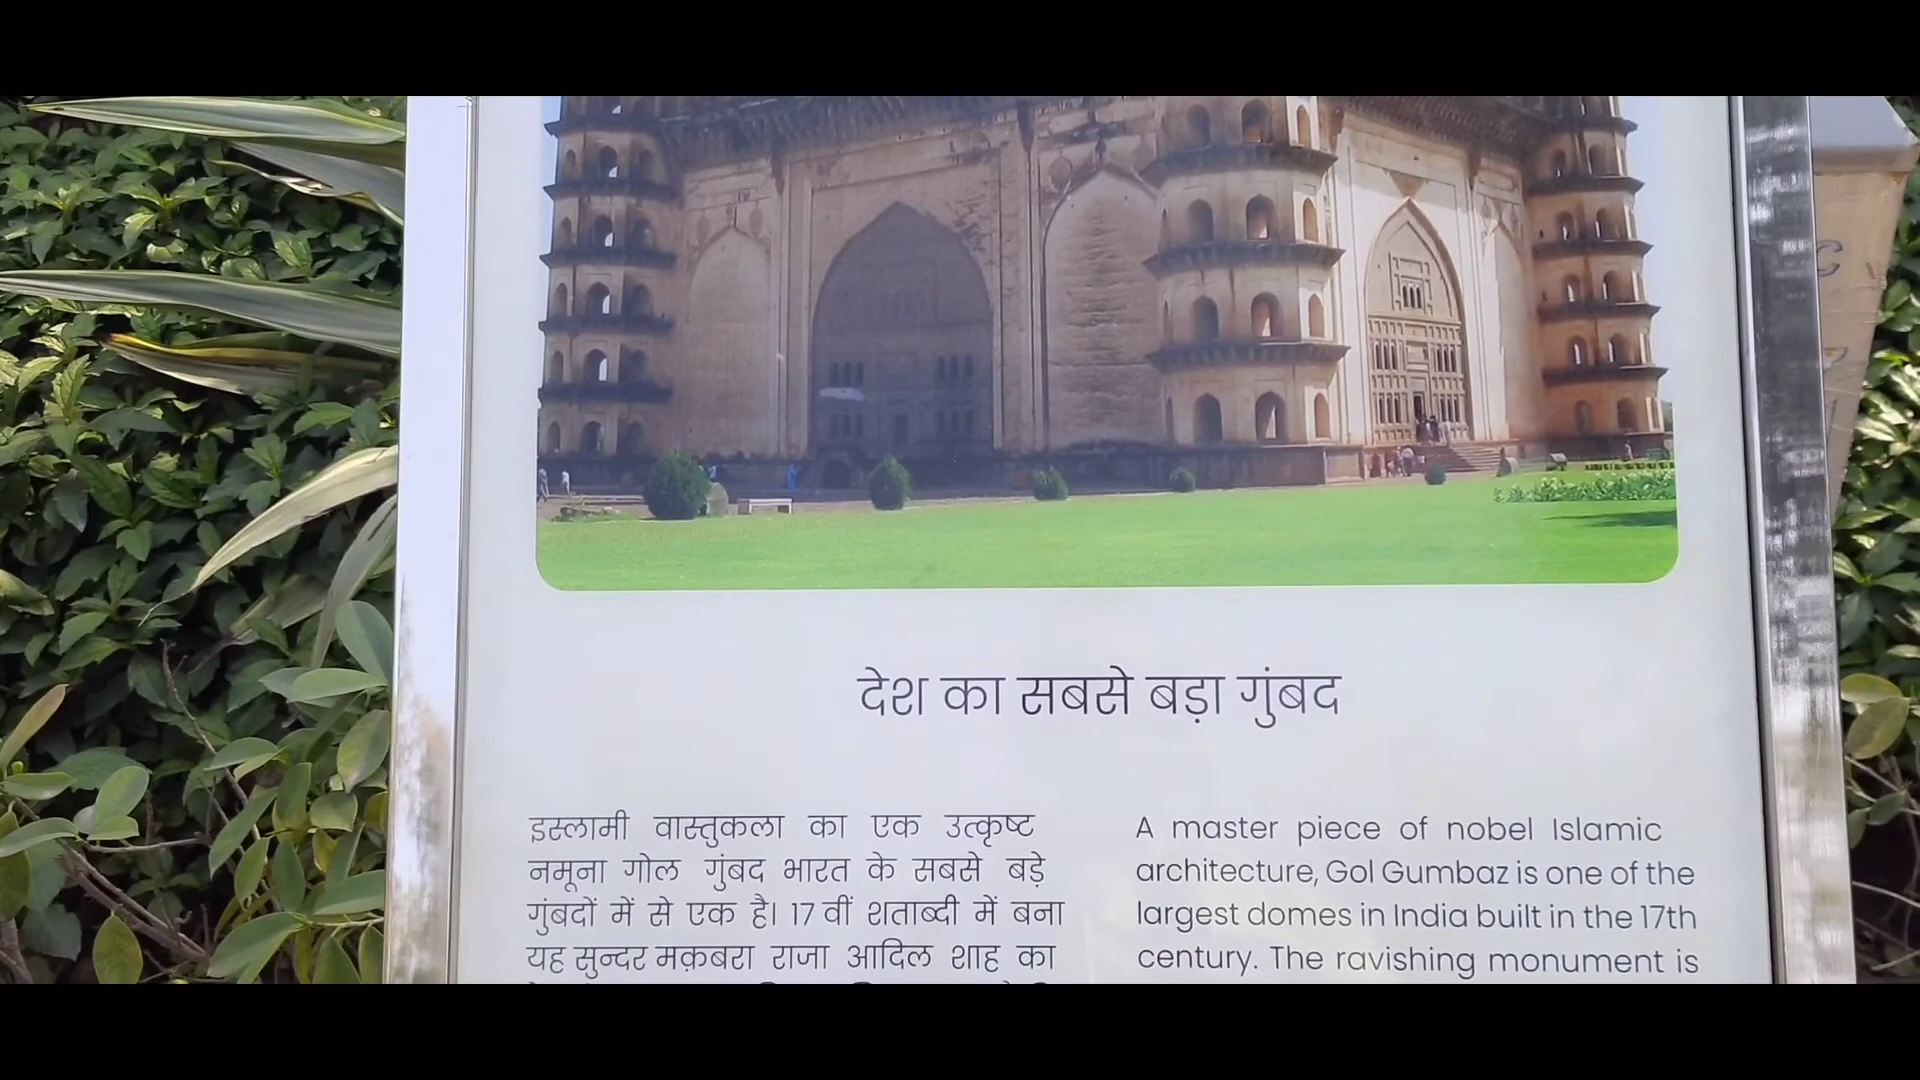 देश का सबसे बड़ा गुंबद
इस्लामी वास्तुकला का एक उत्कृष्ट
नमूना गोल गुंबद भारत के सबसे बड़े
गुंबदों में से एक है। 17 वीं शताब्दी में बना
यह सुन्दर मक़बरा राजा आदिल शाह का
A master piece of nobel Islamic
architecture, Gol Gumbaz is one of the
largest domes in India built in the 17th
century. The ravishing monument is